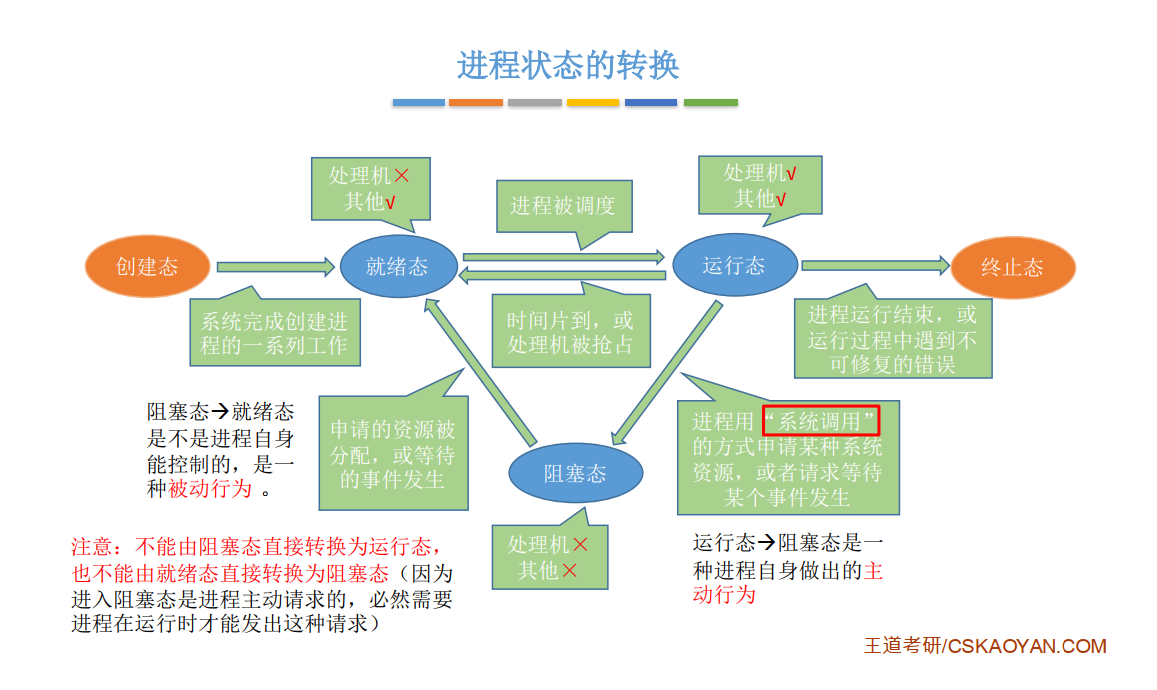 进程状态的转换
处理机×
其他√
进程被调度
处理机√
其他√
创建态
就绪态
运行态
终止态
系统完成创建进
程的一系列工作
时间片到，或
处理机被抢占
进程运行结束，或
运行过程中遇到不
可修复的错误
阻塞态→就绪态
是不是进程自身
能控制的，是一
种被动行为 。
申请的资源被
分配，或等待
的事件发生
阻塞态
进程用“系统调用”
的方式申请某种系统
资源，或者请求等待
某个事件发生
处理机×
其他×
注意：不能由阻塞态直接转换为运行态，
也不能由就绪态直接转换为阻塞态（因为
进入阻塞态是进程主动请求的，必然需要
进程在运行时才能发出这种请求）
运行态→阻塞态是一
种进程自身做出的主
动行为
王道考研/CSKAOYAN.COM